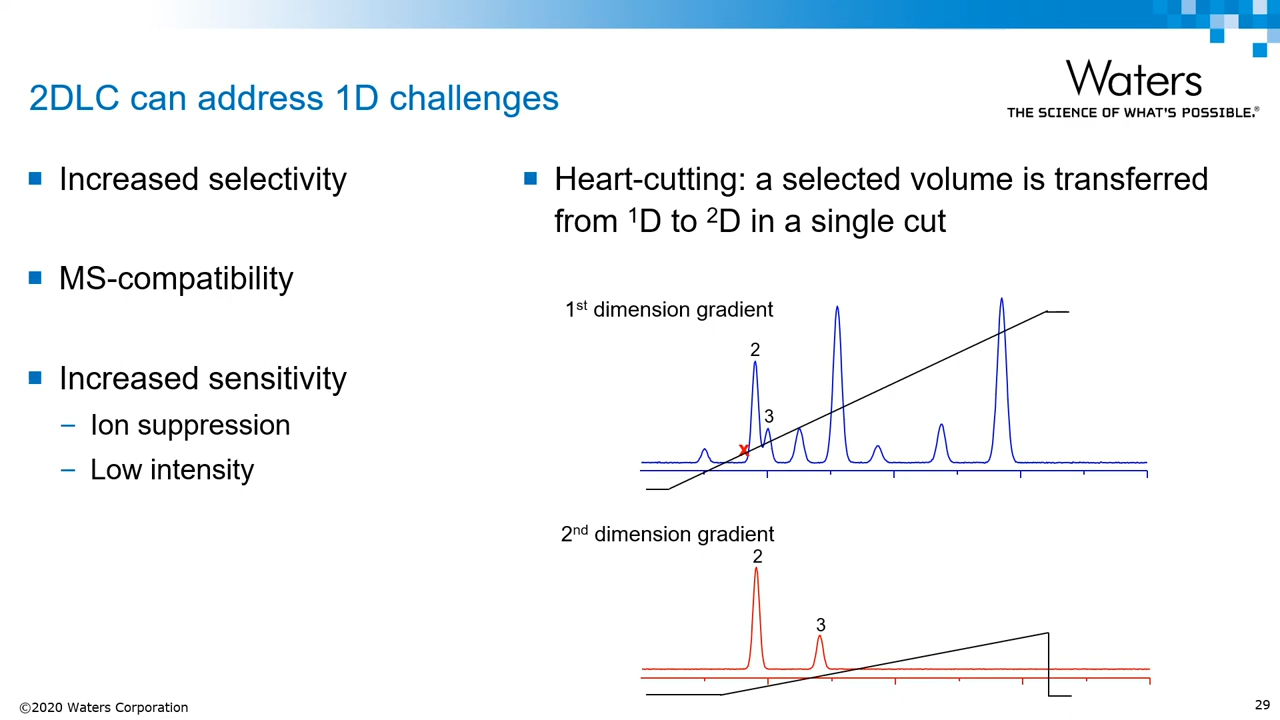 Waters
THE SCIENCE OF WHAT'S POSSIBLE.®
2DLC can address 1D challenges
Increased selectivity
MS-compatibility
Increased sensitivity
– Ion suppression
– Low intensity
Heart-cutting: a selected volume is transferred
from ¹D to ²D in a single cut
1st dimension gradient
2
3
x
2nd dimension gradient
2
3
©2020 Waters Corporation
29